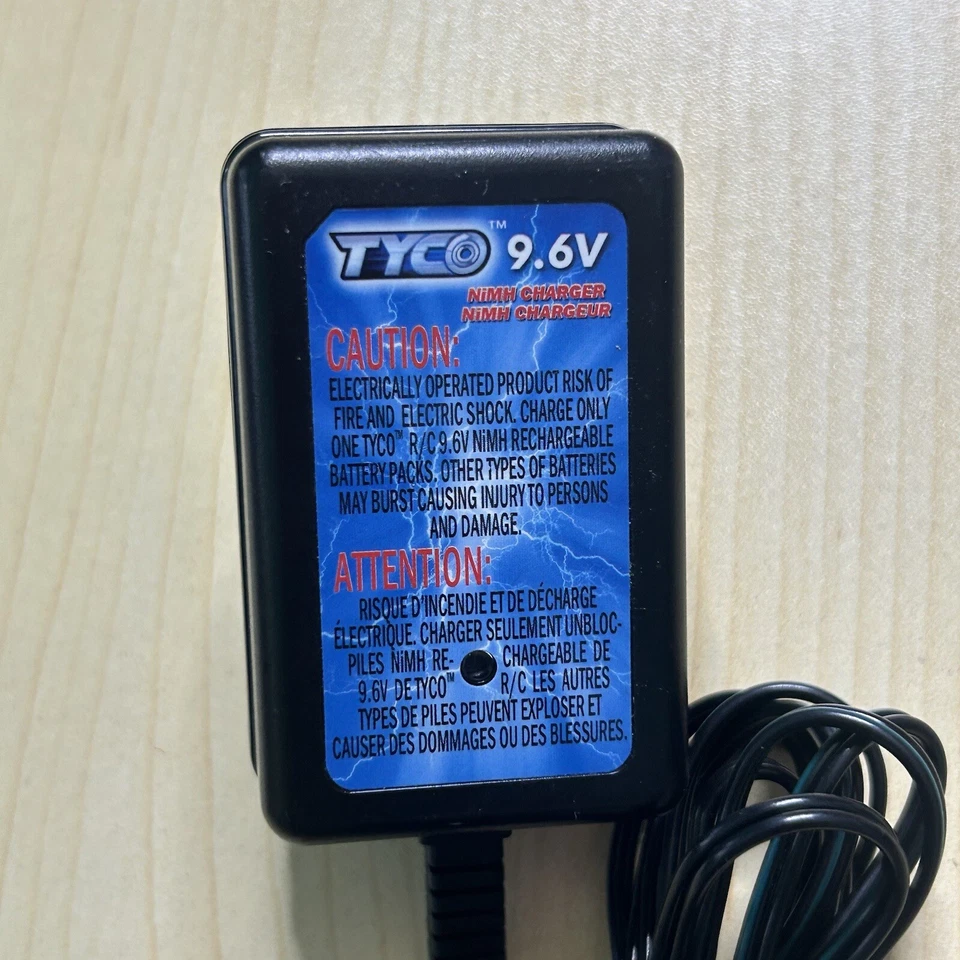 TYCO™ 9.6V
NiMH CHARGER
NiMH CHARGEUR
CAUTION:
ELECTRICALLY OPERATED PRODUCT RISK OF
FIRE AND ELECTRIC SHOCK. CHARGE ONLY
ONE TYCO™ R/C 9.6V NiMH RECHARGEABLE
BATTERY PACKS, OTHER TYPES OF BATTERIES
MAY BURST CAUSING INJURY TO PERSONS
AND DAMAGE.
ATTENTION:
RISQUE D'INCENDIE ET DE DÉCHARGE
ÉLECTRIQUE. CHARGER SEULEMENT UNBLOC-
PILES NiMH RE- CHARGEABLE DE
9.6V DE TYCO™ R/C LES AUTRES
TYPES DE PILES PEUVENT EXPLOSER ET
CAUSER DES DOMMAGES OU DES BLESSURES.